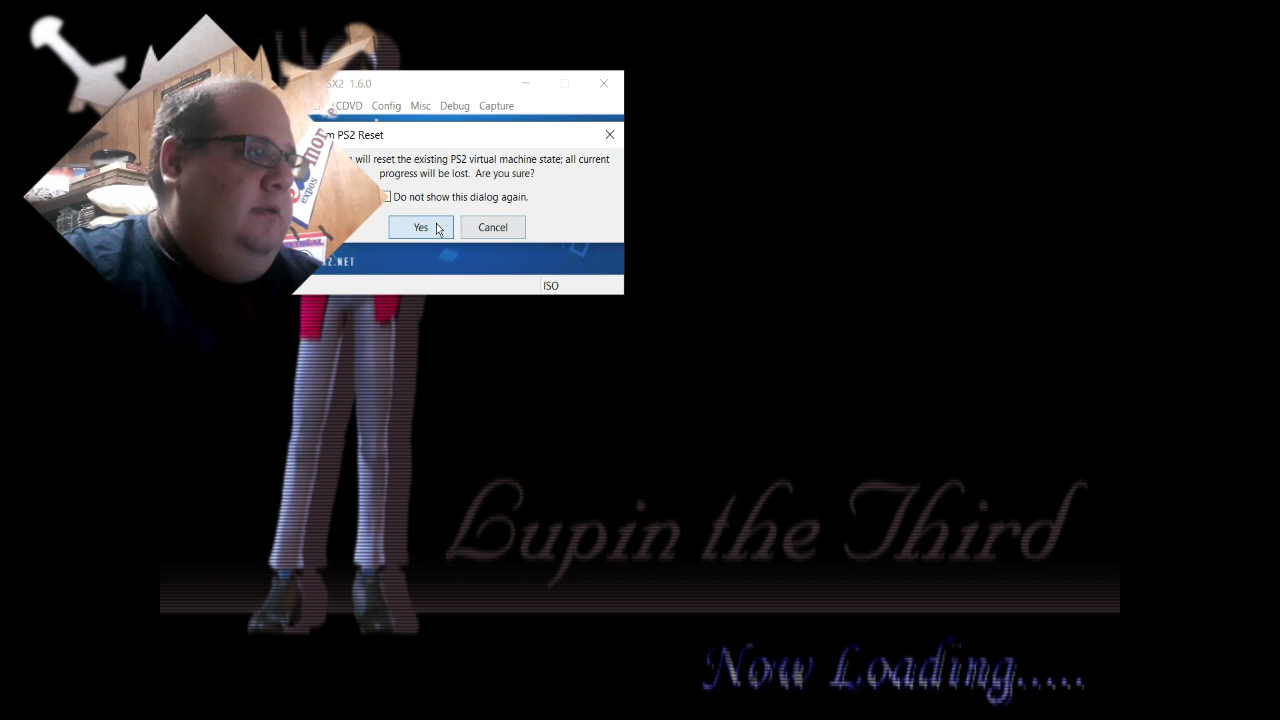 SX2 1.6.0
CDVD Config Misc Debug Capture
PS2 Reset
will reset the existing PS2 virtual machine state; all current
progress will be lost. Are you sure?
Do not show this dialog again.
Yes Cancel
expos
.NET
ISO
Lupin the Third
Now Loading.....